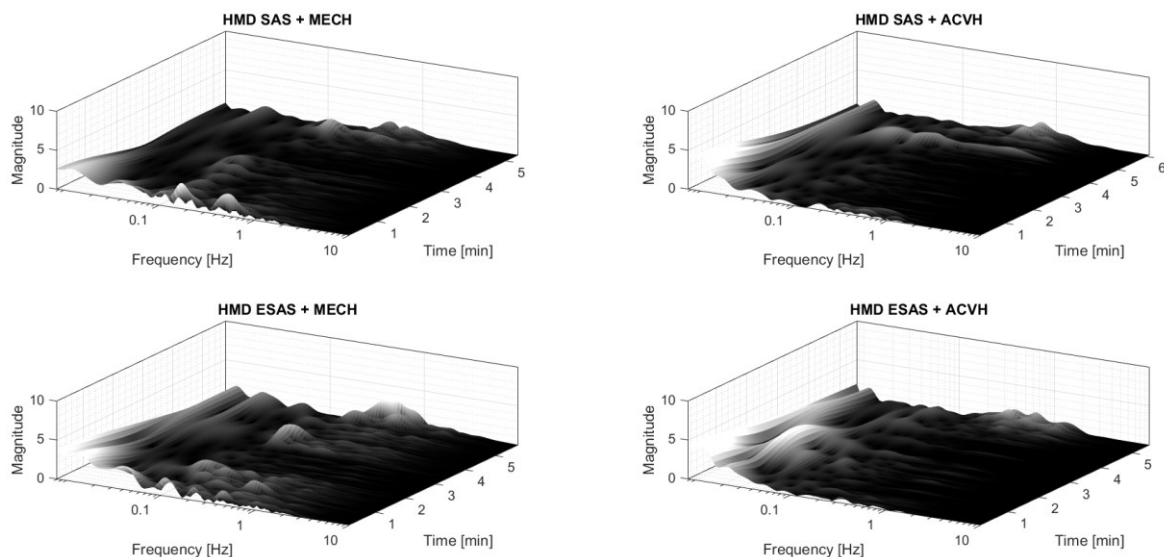 HMD SAS + MECH
10
5
0
Magnitude
0.1
1
10
Frequency [Hz]
1
2
3
4
5
Time [min]
HMD SAS + ACVH
10
5
0
Magnitude
0.1
1
10
Frequency [Hz]
1
2
3
4
5
6
Time [min]
HMD ESAS + MECH
10
5
0
Magnitude
0.1
1
10
Frequency [Hz]
1
2
3
4
5
Time [min]
HMD ESAS + ACVH
10
5
0
Magnitude
0.1
1
10
Frequency [Hz]
1
2
3
4
5
Time [min]